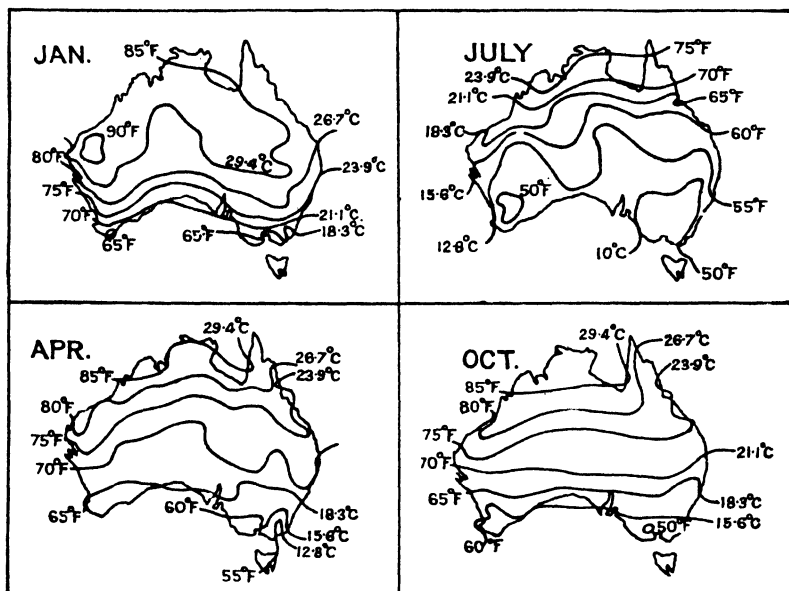 JAN.
85°F
90°F
26.7°C
29.4°C
23.9°C
80°F
75°F
70°F
65°F
65°F
21.1°C
18.3°C
JULY
75°F
23.9°C
70°F
21.1°C
65°F
18.3°C
60°F
15.6°C
50°F
55°F
12.8°C
10°C
50°F
APR.
29.4°C
26.7°C
23.9°C
85°F
80°F
75°F
70°F
65°F
60°F
18.3°C
15.6°C
12.8°C
55°F
OCT.
29.4°C
26.7°C
23.9°C
85°F
80°F
75°F
70°F
21.1°C
65°F
18.3°C
15.6°C
50°F
60°F